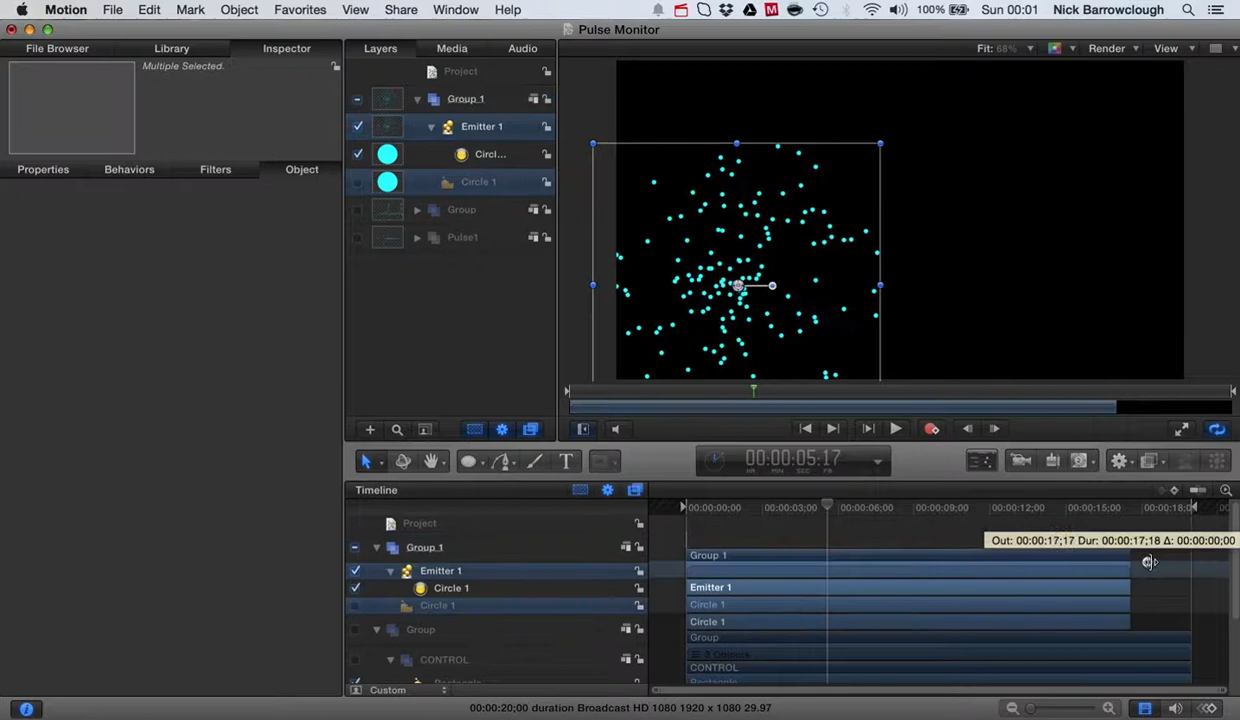 Motion File Edit Mark Object Favorites View Share Window Help 100% Sun 00:01 Nick Barrowclough
Pulse Monitor
File Browser Library Inspector
Layers Media Audio
Fit: 68% Render View
Multiple Selected.
Properties Behaviors Filters Object
Project
Group 1
Emitter 1
Circl...
Circle 1
Group
Pulse1
00:00:05;17
HR MIN SEC FR
Timeline
Project
Group 1
Emitter 1
Circle 1
Circle 1
Group
CONTROL
Custom
00:00:00;00 00:00:03;00 00:00:06;00 00:00:09;00 00:00:12;00 00:00:15;00 00:00:18;0
Out: 00:00:17;17 Dur: 00:00:17;18 Δ: 00:00:00;00
Group 1
Emitter 1
Circle 1
Circle 1
Group
CONTROL
Rectangle
00:00:20;00 duration Broadcast HD 1080 1920 x 1080 29.97